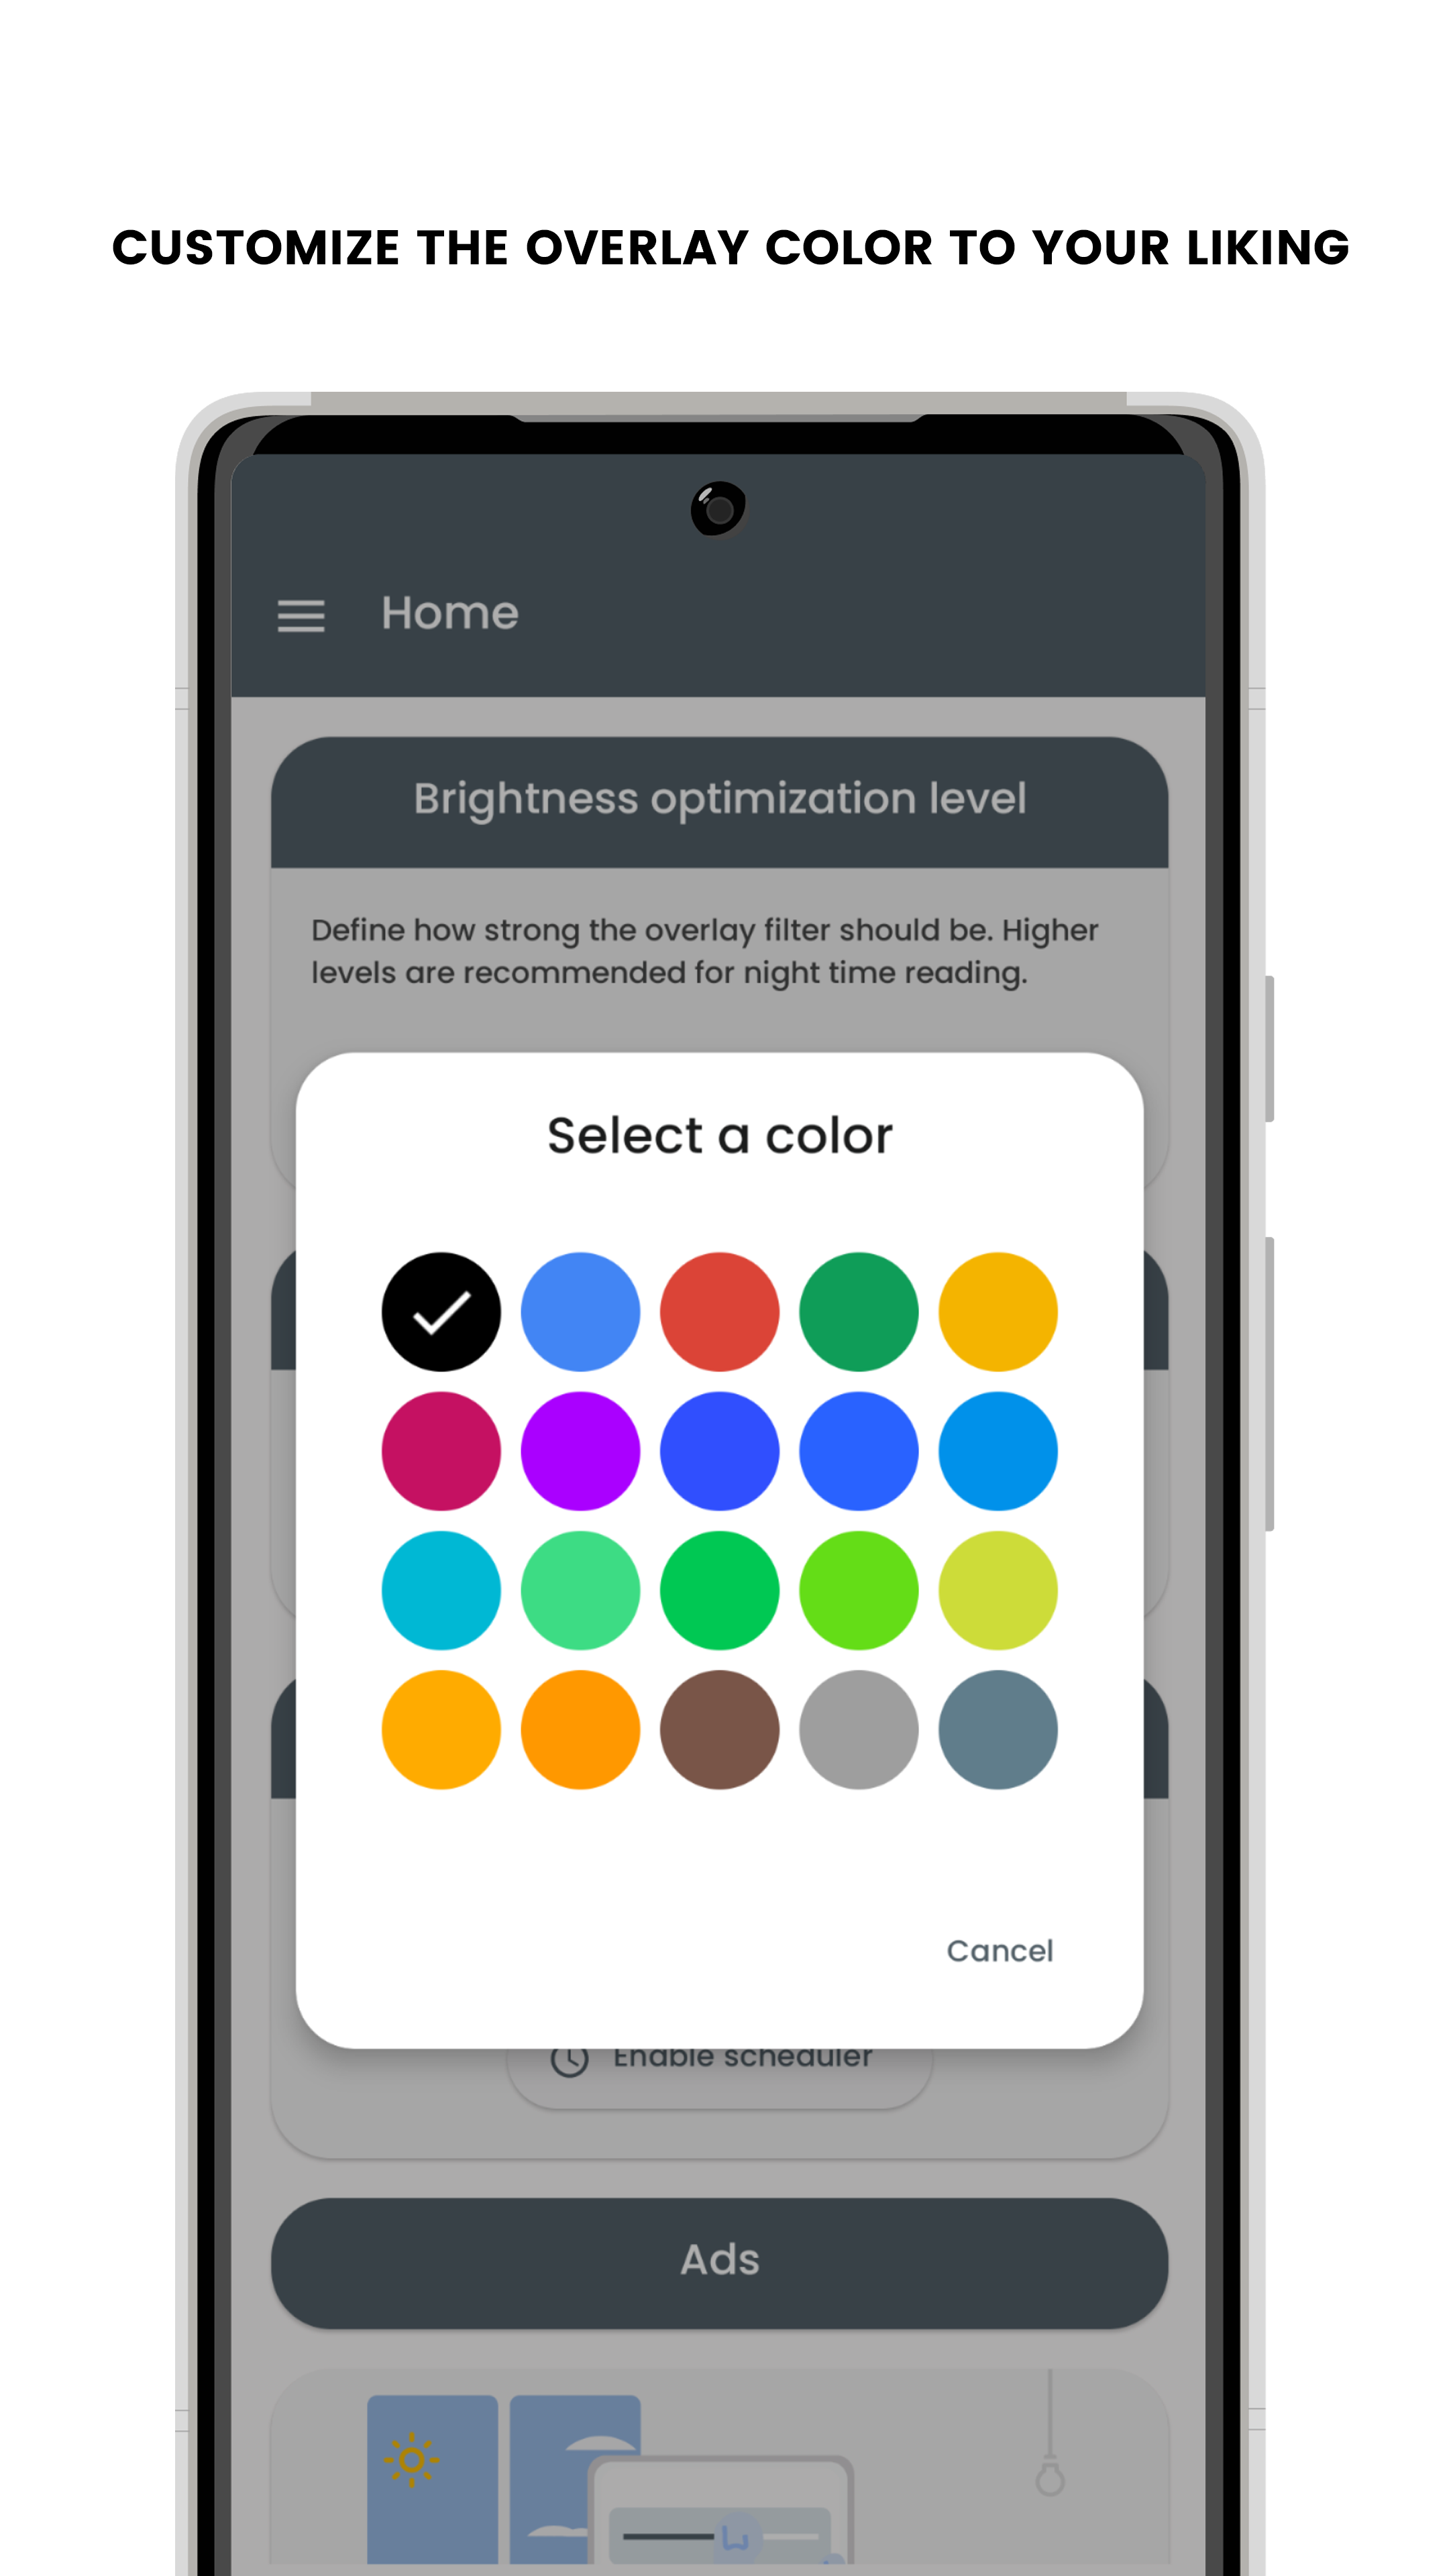 CUSTOMIZE THE OVERLAY COLOR TO YOUR LIKING
Home
Brightness optimization level
Define how strong the overlay filter should be. Higher
levels are recommended for night time reading.
Select a color
Cancel
Enable scheduler
Ads